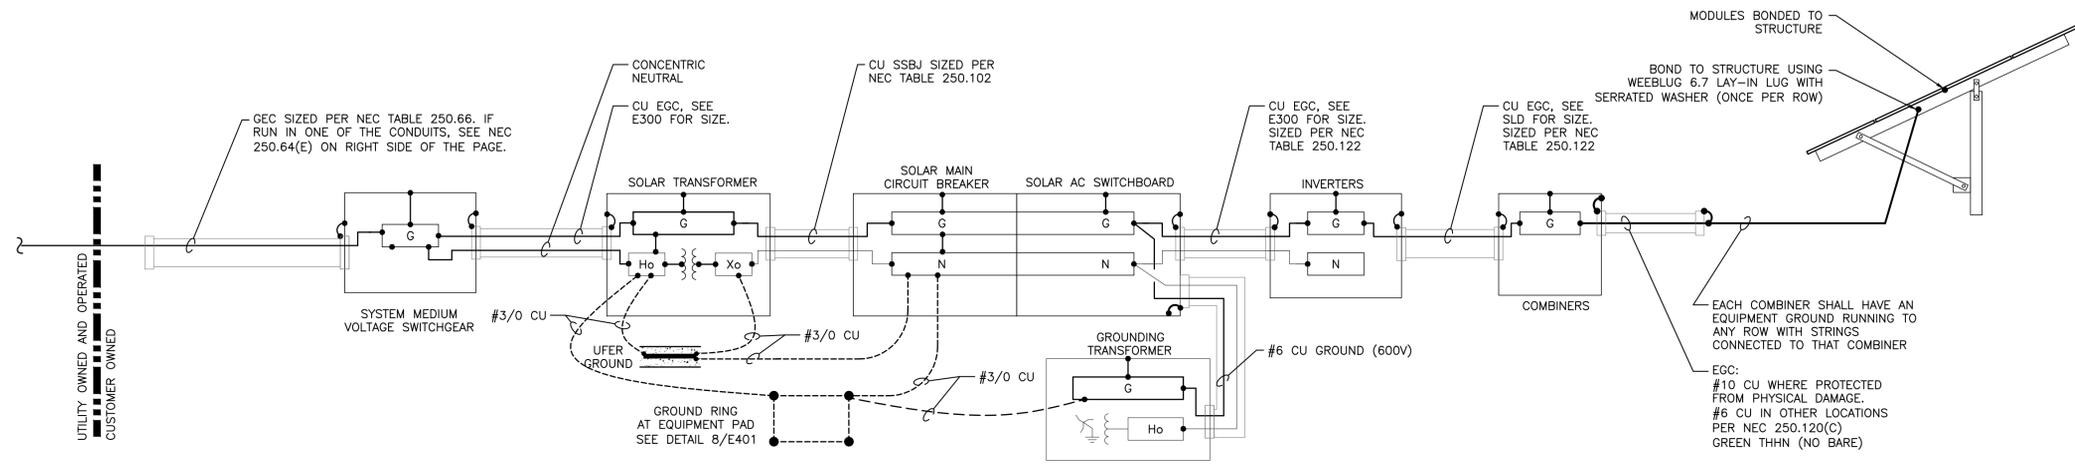 MODULES BONDED TO
STRUCTURE
BOND TO STRUCTURE USING
WEEBLUG 6.7 LAY-IN LUG WITH
SERRATED WASHER (ONCE PER ROW)
CONCENTRIC
NEUTRAL
CU SSBJ SIZED PER
NEC TABLE 250.102
CU EGC, SEE
E300 FOR SIZE.
CU EGC, SEE
E300 FOR SIZE.
SIZED PER NEC
TABLE 250.122
CU EGC, SEE
SLD FOR SIZE.
SIZED PER NEC
TABLE 250.122
GEC SIZED PER NEC TABLE 250.66. IF
RUN IN ONE OF THE CONDUITS, SEE NEC
250.64(E) ON RIGHT SIDE OF THE PAGE.
SOLAR TRANSFORMER
SOLAR MAIN
CIRCUIT BREAKER
SOLAR AC SWITCHBOARD
INVERTERS
G
G
G
G
G
G
Ho
Xo
N
N
N
UTILITY OWNED AND OPERATED
CUSTOMER OWNED
SYSTEM MEDIUM
VOLTAGE SWITCHGEAR
COMBINERS
#3/0 CU
#3/0 CU
UFER
GROUND
GROUNDING
TRANSFORMER
#6 CU GROUND (600V)
#3/0 CU
G
Ho
GROUND RING
AT EQUIPMENT PAD
SEE DETAIL 8/E401
EACH COMBINER SHALL HAVE AN
EQUIPMENT GROUND RUNNING TO
ANY ROW WITH STRINGS
CONNECTED TO THAT COMBINER
EGC:
#10 CU WHERE PROTECTED
FROM PHYSICAL DAMAGE.
#6 CU IN OTHER LOCATIONS
PER NEC 250.120(C)
GREEN THHN (NO BARE)